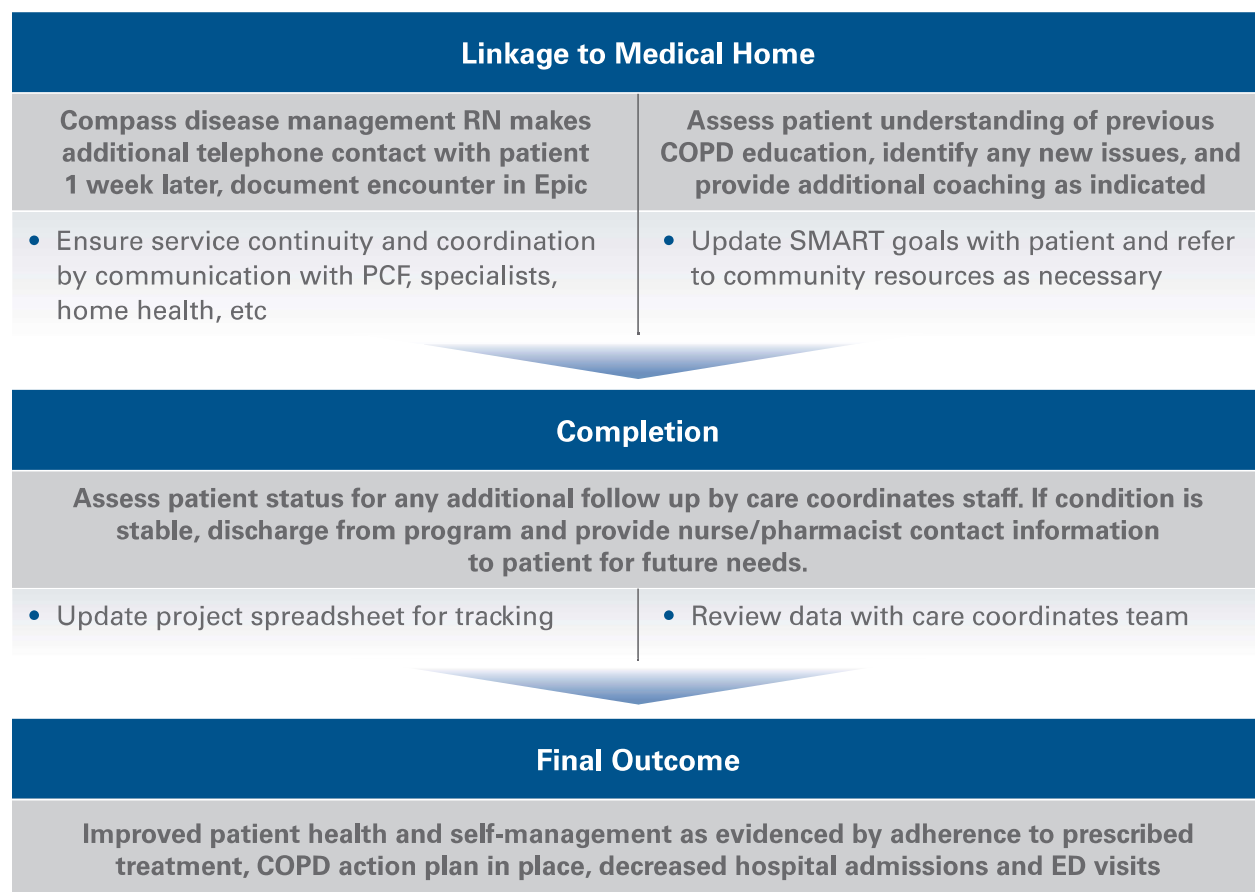 Linkage to Medical Home
Compass disease management RN makes
additional telephone contact with patient
1 week later, document encounter in Epic
• Ensure service continuity and coordination
by communication with PCF, specialists,
home health, etc
Assess patient understanding of previous
COPD education, identify any new issues, and
provide additional coaching as indicated
• Update SMART goals with patient and refer
to community resources as necessary
Completion
Assess patient status for any additional follow up by care coordinates staff. If condition is
stable, discharge from program and provide nurse/pharmacist contact information
to patient for future needs.
• Update project spreadsheet for tracking
• Review data with care coordinates team
Final Outcome
Improved patient health and self-management as evidenced by adherence to prescribed
treatment, COPD action plan in place, decreased hospital admissions and ED visits